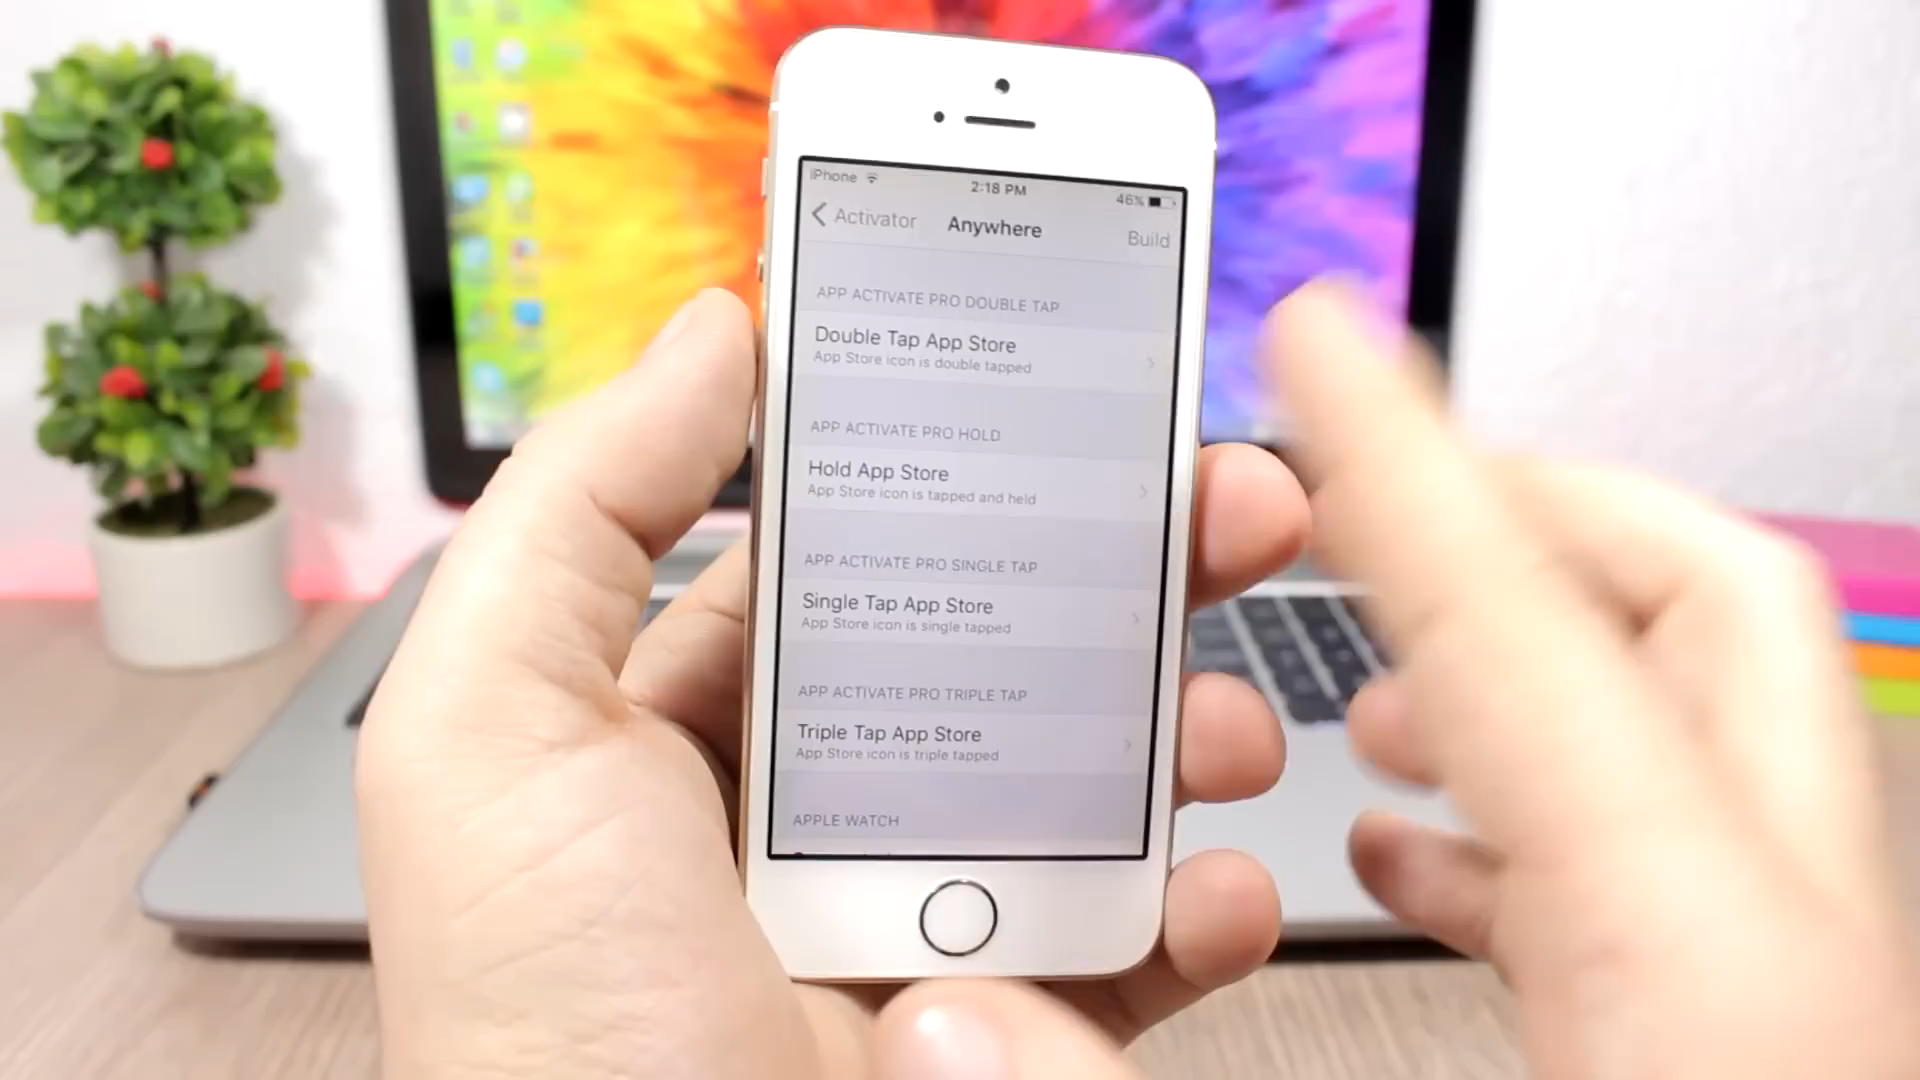 iPhone
2:18 PM
46%
Activator
Anywhere
Build
APP ACTIVATE PRO DOUBLE TAP
Double Tap App Store
App Store icon is double tapped
APP ACTIVATE PRO HOLD
Hold App Store
App Store icon is tapped and held
APP ACTIVATE PRO SINGLE TAP
Single Tap App Store
App Store icon is single tapped
APP ACTIVATE PRO TRIPLE TAP
Triple Tap App Store
App Store icon is triple tapped
APPLE WATCH